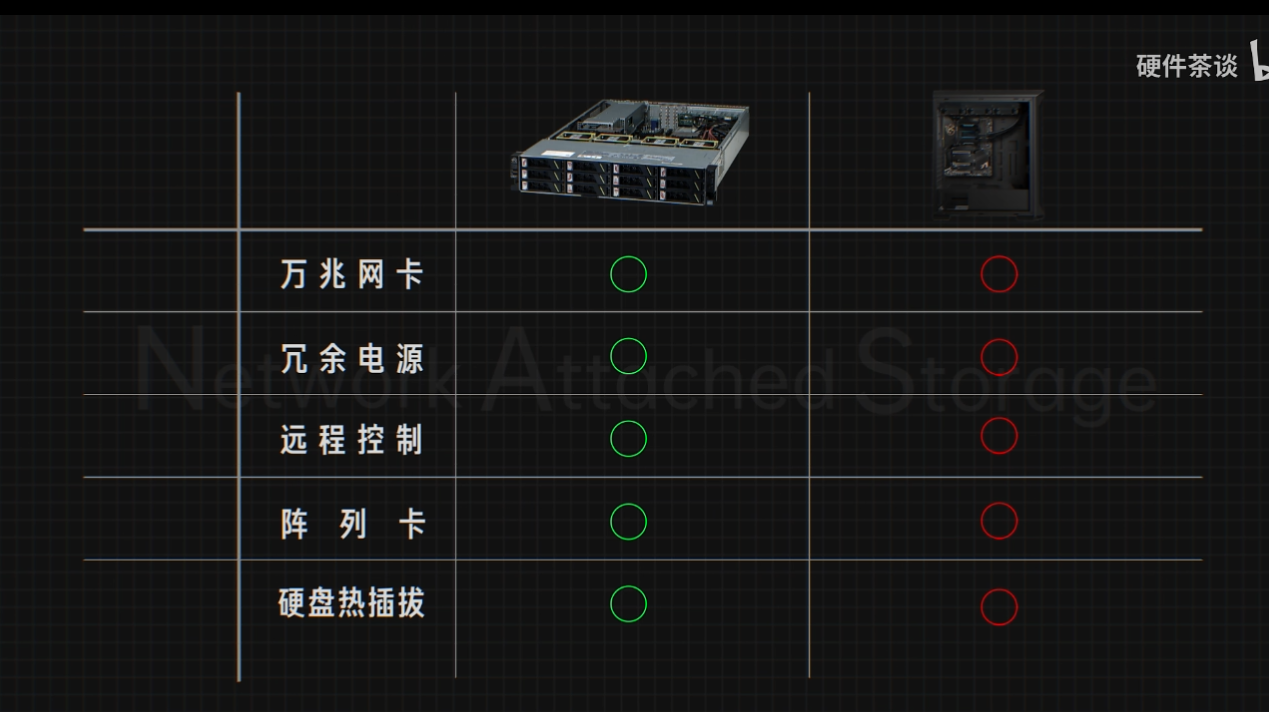 硬件茶谈
万兆网卡
冗余电源
Network Attached Storage
远程控制
阵列卡
硬盘热插拔